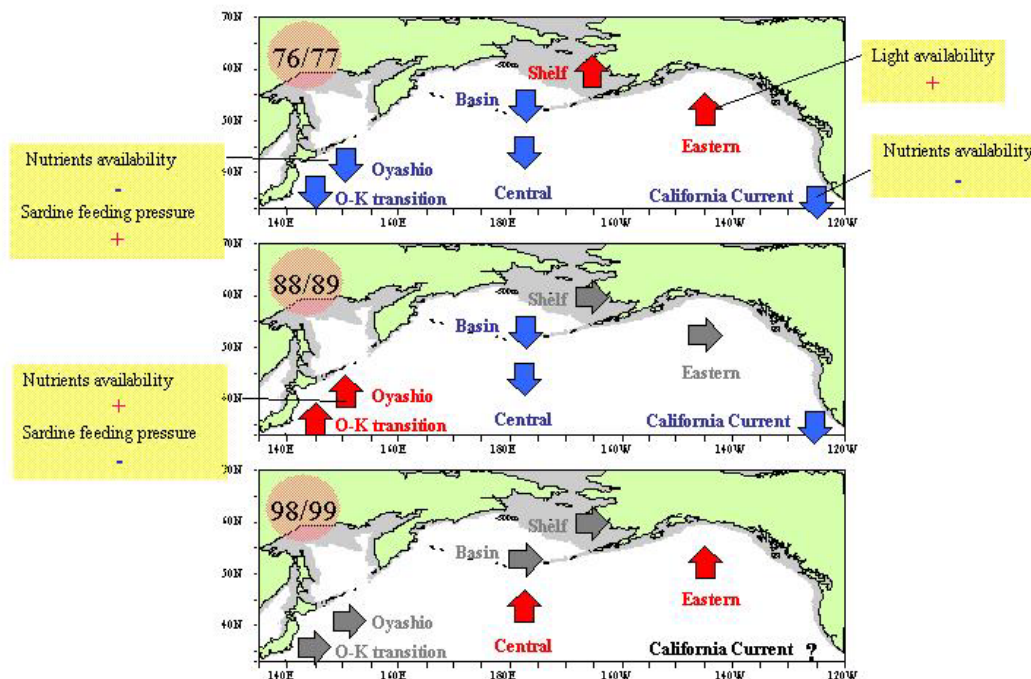 70N
76/77
60N
Shelf
-500m
Light availability
+
Basin
50N
Eastern
Nutrients availability
-
Sardine feeding pressure
+
Nutrients availability
-
40N
Oyashio
O-K transition
Central
California Current
140E
160E
180E
160W
140W
120W
70N
88/89
60N
Shelf
-500m
Basin
50N
Eastern
Nutrients availability
+
Sardine feeding pressure
-
40N
Oyashio
O-K transition
Central
California Current
140E
160E
180E
160W
140W
120W
70N
98/99
60N
Shelf
-500m
Basin
50N
Eastern
40N
Oyashio
O-K transition
Central
California Current ?
140E
160E
180E
160W
140W
120W